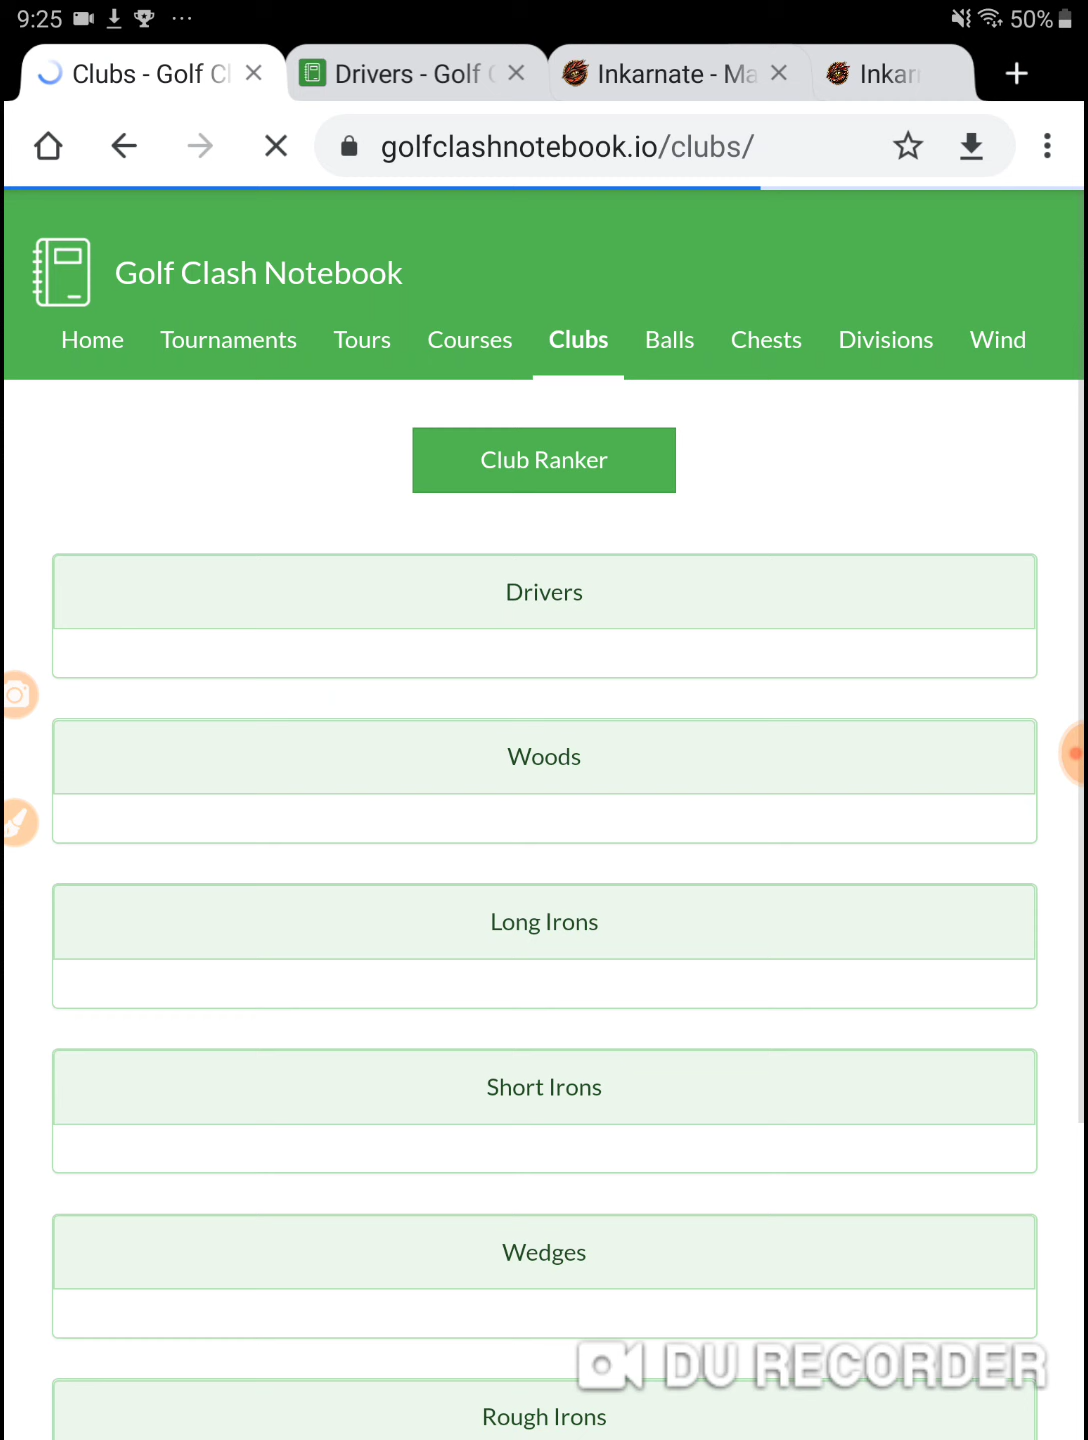 9:25
50%
Clubs - Golf Cl
Drivers - Golf
Inkarnate - Ma
Inkar
golfclashnotebook.io/clubs/
Golf Clash Notebook
Home Tournaments Tours Courses Clubs Balls Chests Divisions Wind
Club Ranker
Drivers
Woods
Long Irons
Short Irons
Wedges
DU RECORDER
Rough Irons